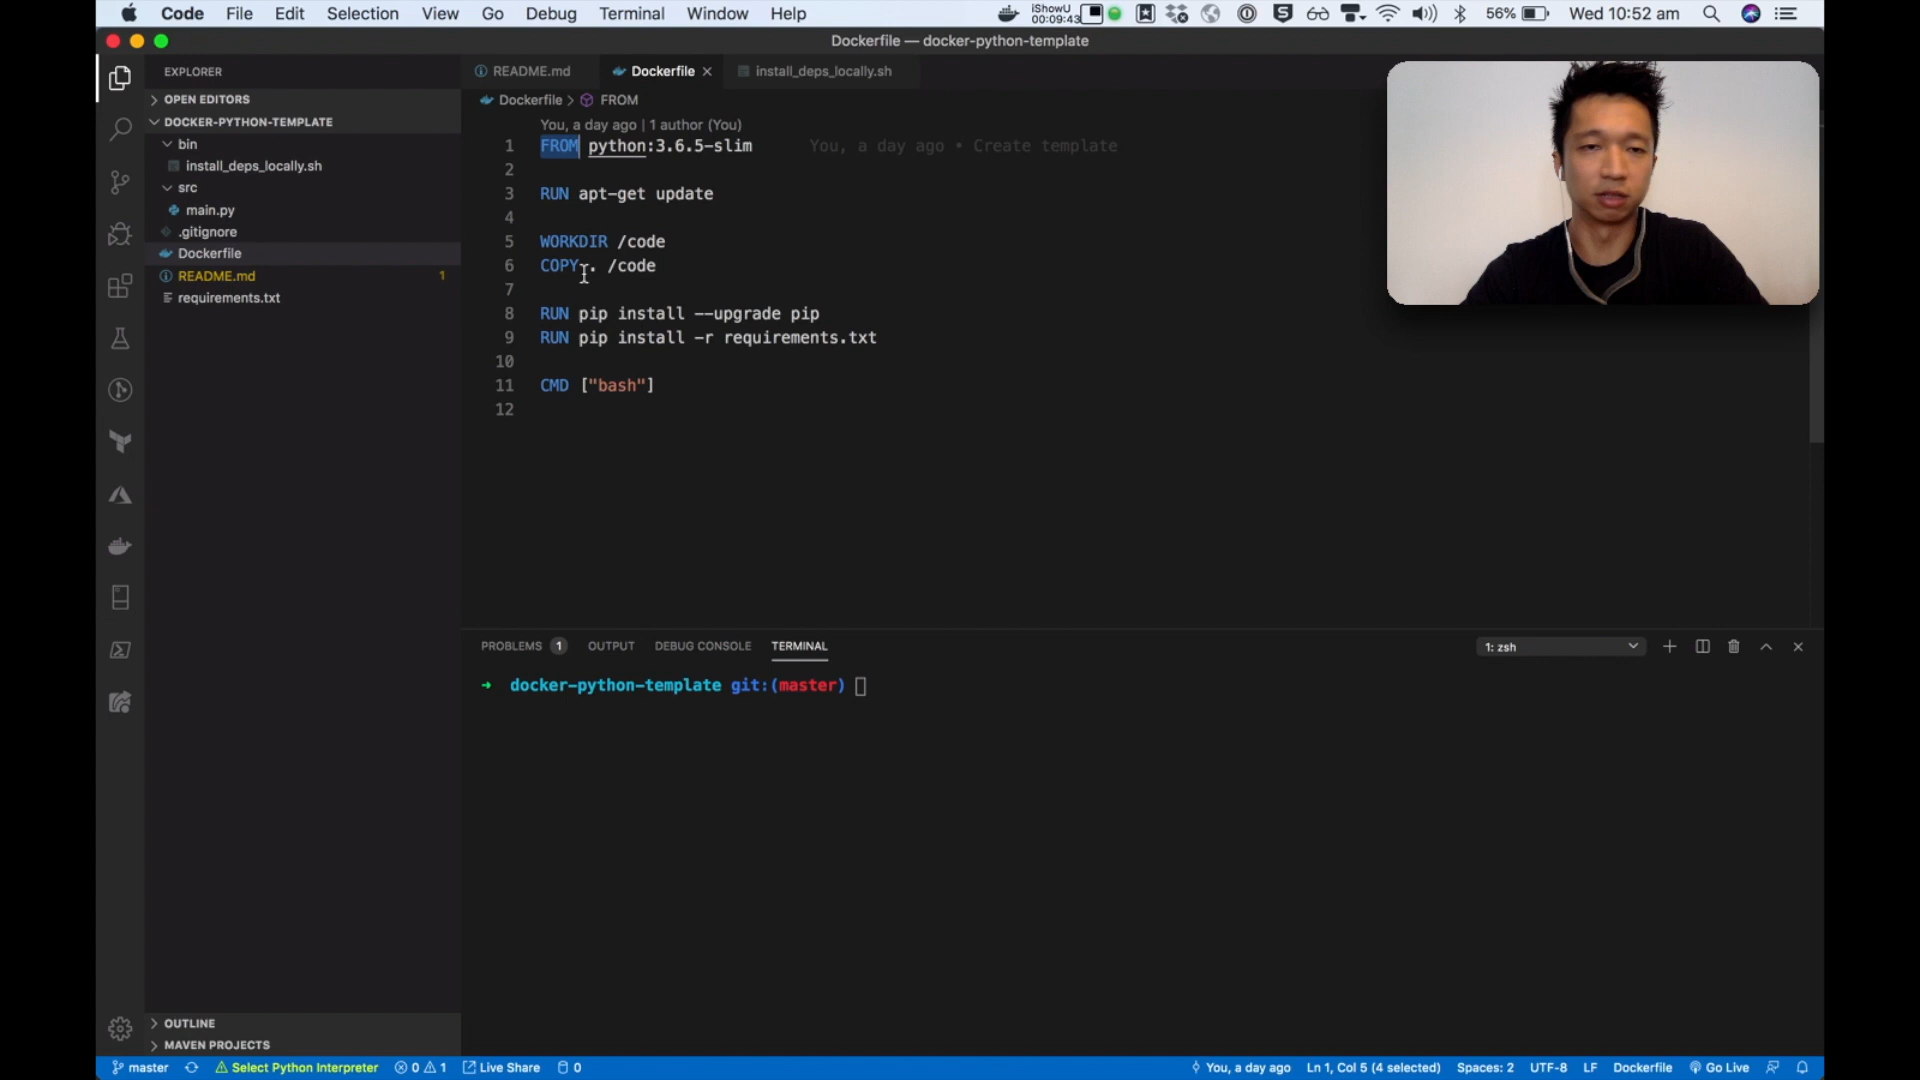 Code File Edit Selection View Go Debug Terminal Window Help iShowU 00:09:43 56% Wed 10:52 am
Dockerfile — docker-python-template
EXPLORER
OPEN EDITORS
DOCKER-PYTHON-TEMPLATE
bin
install_deps_locally.sh
src
main.py
.gitignore
Dockerfile
README.md 1
requirements.txt
OUTLINE
MAVEN PROJECTS
README.md Dockerfile install_deps_locally.sh
Dockerfile > FROM
You, a day ago | 1 author (You)
1 FROM python:3.6.5-slim You, a day ago • Create template
2
3 RUN apt-get update
4
5 WORKDIR /code
6 COPY . /code
7
8 RUN pip install --upgrade pip
9 RUN pip install -r requirements.txt
10
11 CMD ["bash"]
12
PROBLEMS 1 OUTPUT DEBUG CONSOLE TERMINAL 1: zsh
→ docker-python-template git:(master)
master Select Python Interpreter 0 1 Live Share 0 You, a day ago Ln 1, Col 5 (4 selected) Spaces: 2 UTF-8 LF Dockerfile Go Live